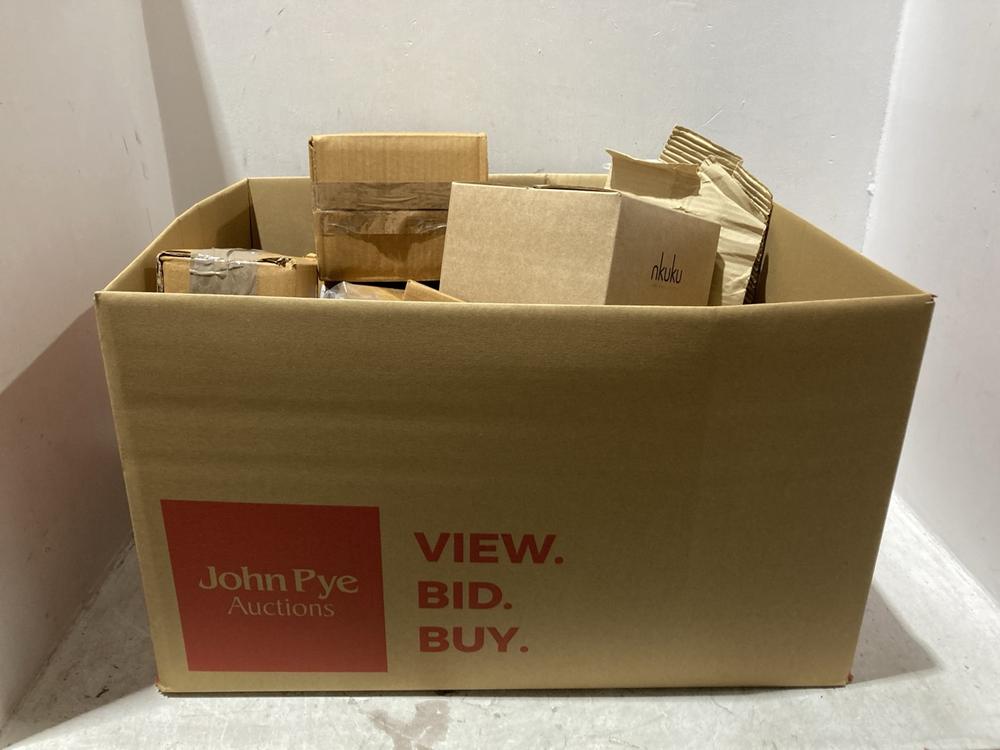 nkuku
John Pye
Auctions
VIEW.
BID.
BUY.